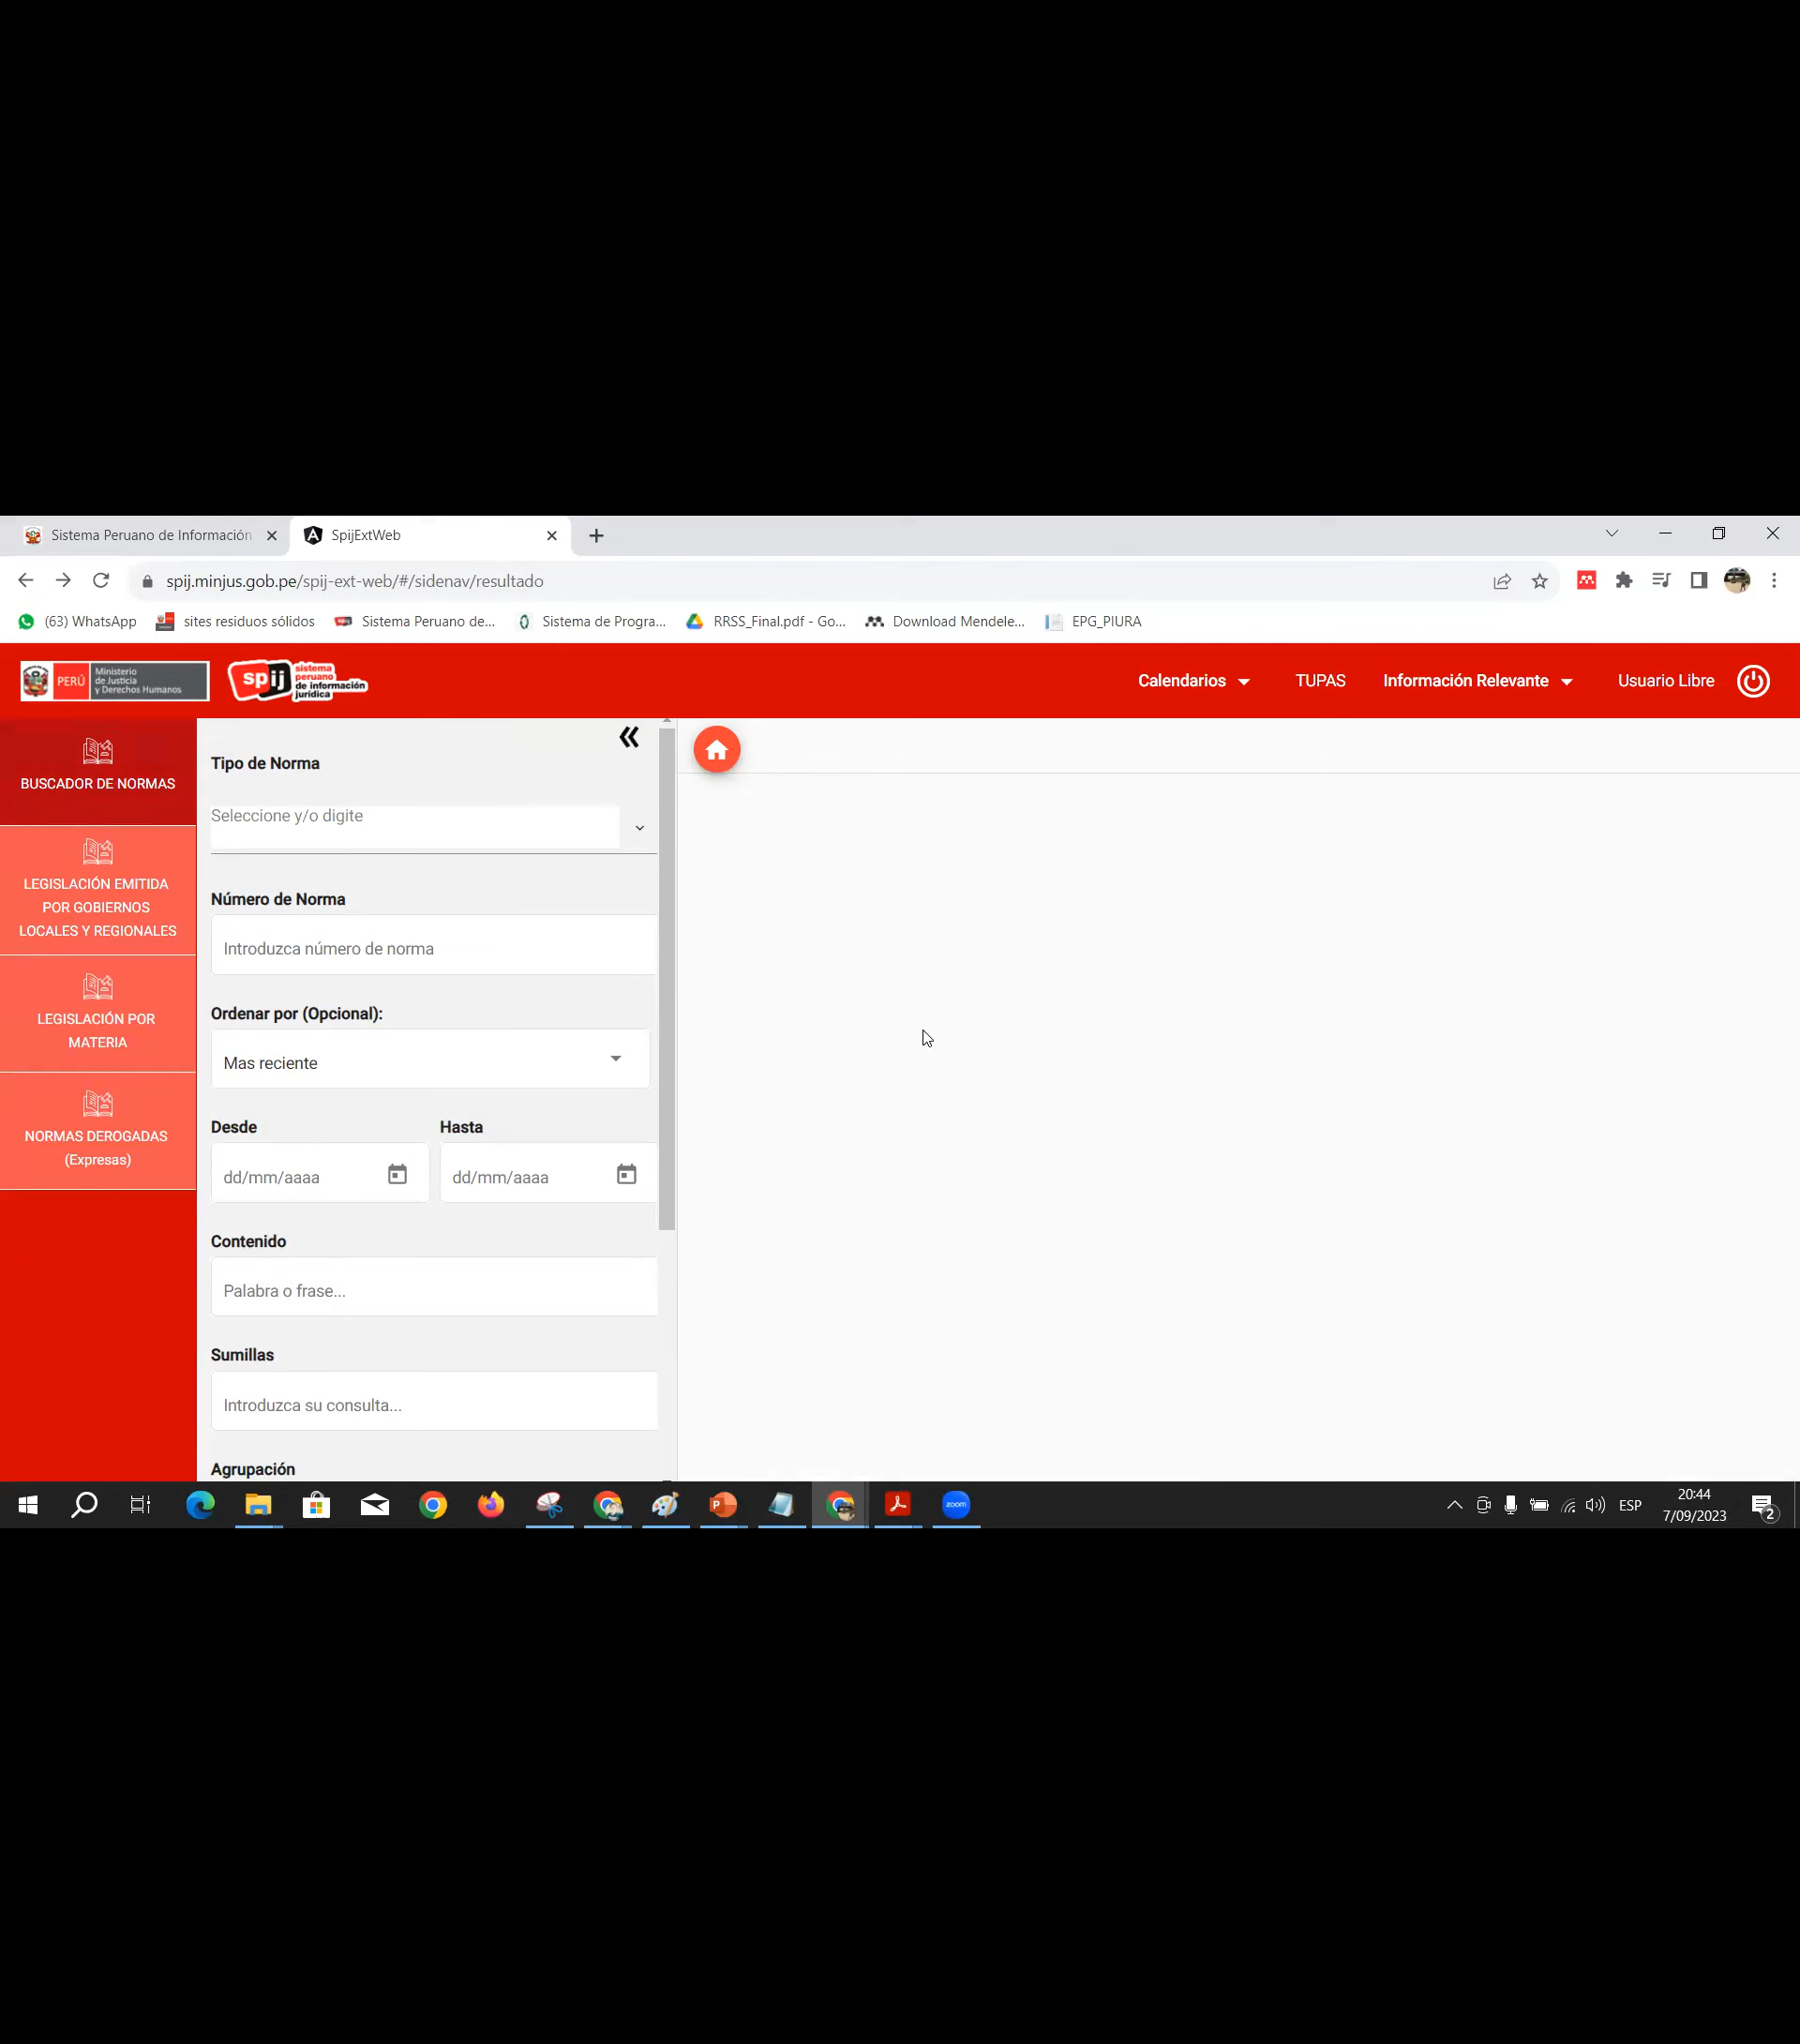 Sistema Peruano de Información
SpijExtWeb
spij.minjus.gob.pe/spij-ext-web/#/sidenav/resultado
(63) WhatsApp
sites residuos sólidos
Sistema Peruano de...
Sistema de Progra...
RRSS_Final.pdf - Go...
Download Mendele...
EPG_PIURA
PERÚ
Ministerio
de Justicia
y Derechos Humanos
spij
sistema
peruano
de información
jurídica
Calendarios
TUPAS
Información Relevante
Usuario Libre
BUSCADOR DE NORMAS
LEGISLACIÓN EMITIDA
POR GOBIERNOS
LOCALES Y REGIONALES
LEGISLACIÓN POR
MATERIA
NORMAS DEROGADAS
(Expresas)
Tipo de Norma
Seleccione y/o digite
Número de Norma
Introduzca número de norma
Ordenar por (Opcional):
Mas reciente
Desde
Hasta
dd/mm/aaaa
dd/mm/aaaa
Contenido
Palabra o frase...
Sumillas
Introduzca su consulta...
Agrupación
zoom
ESP
20:44
7/09/2023
2